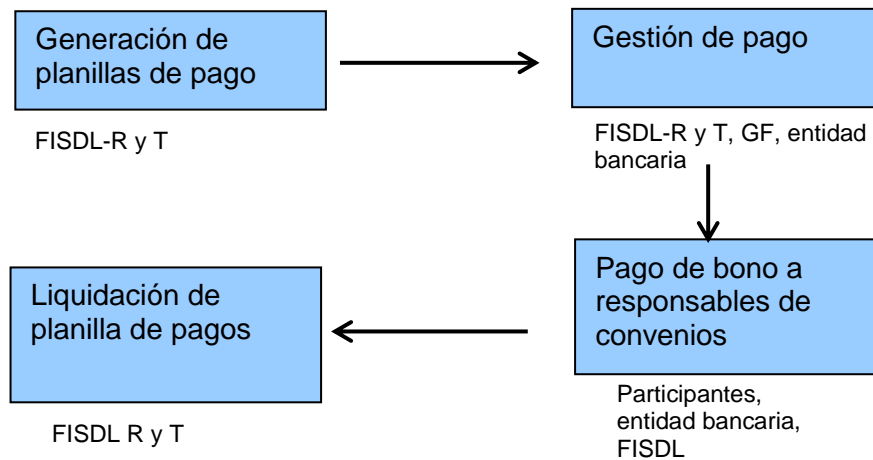 Generación de
planillas de pago
FISDL-R y T
Gestión de pago
FISDL-R y T, GF, entidad
bancaria
Pago de bono a
responsables de
convenios
Participantes,
entidad bancaria,
FISDL
Liquidación de
planilla de pagos
FISDL R y T